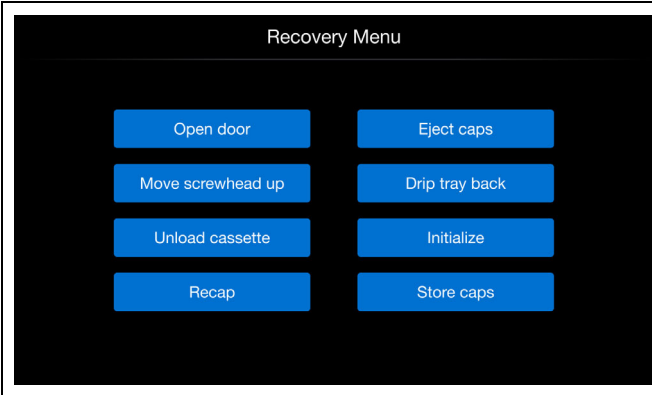 Recovery Menu
Open door
Eject caps
Move screwhead up
Drip tray back
Unload cassette
Initialize
Recap
Store caps